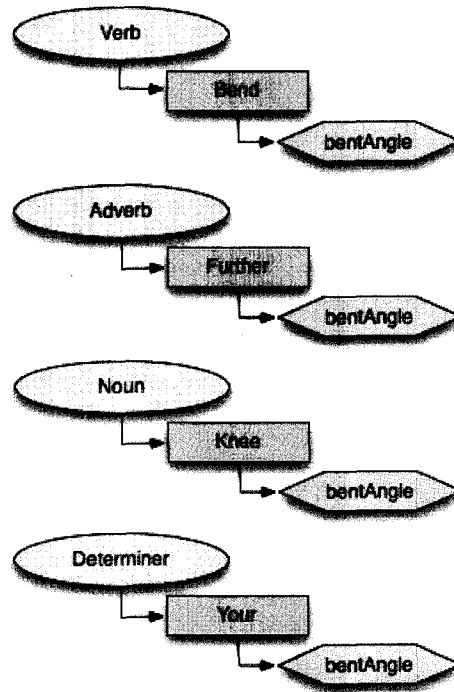 Verb
Bend
bentAngle
Adverb
Further
bentAngle
Noun
Knee
bentAngle
Determiner
Your
bentAngle